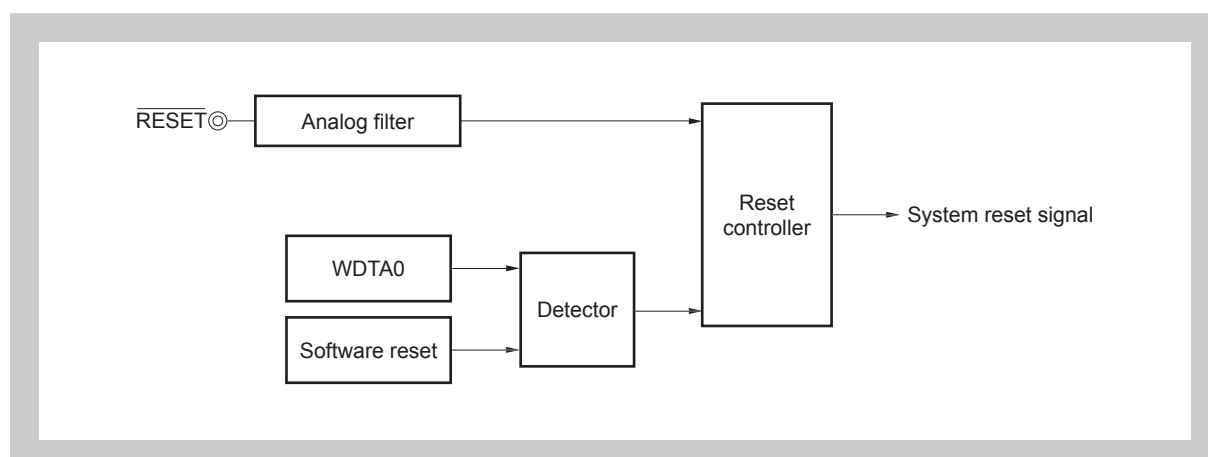 RESET
Analog filter
Reset
controller
System reset signal
WDTA0
Detector
Software reset